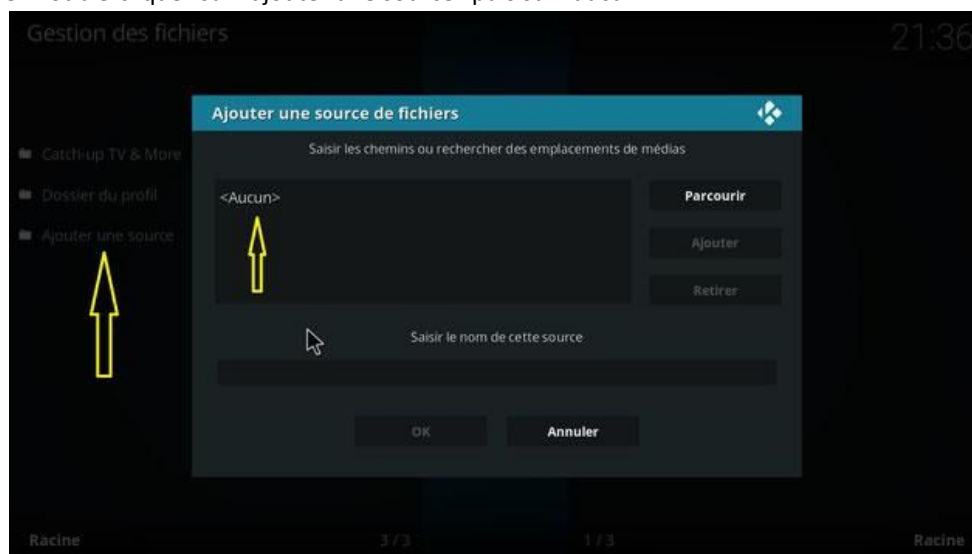 Gestion des fichiers
21:36
Ajouter une source de fichiers
Saisir les chemins ou rechercher des emplacements de médias
Catch-up TV & More
Dossier du profil
Ajouter une source
<Aucun>
Parcourir
Ajouter
Retirer
Saisir le nom de cette source
OK
Annuler
Racine
3 / 3
1 / 3
Racine